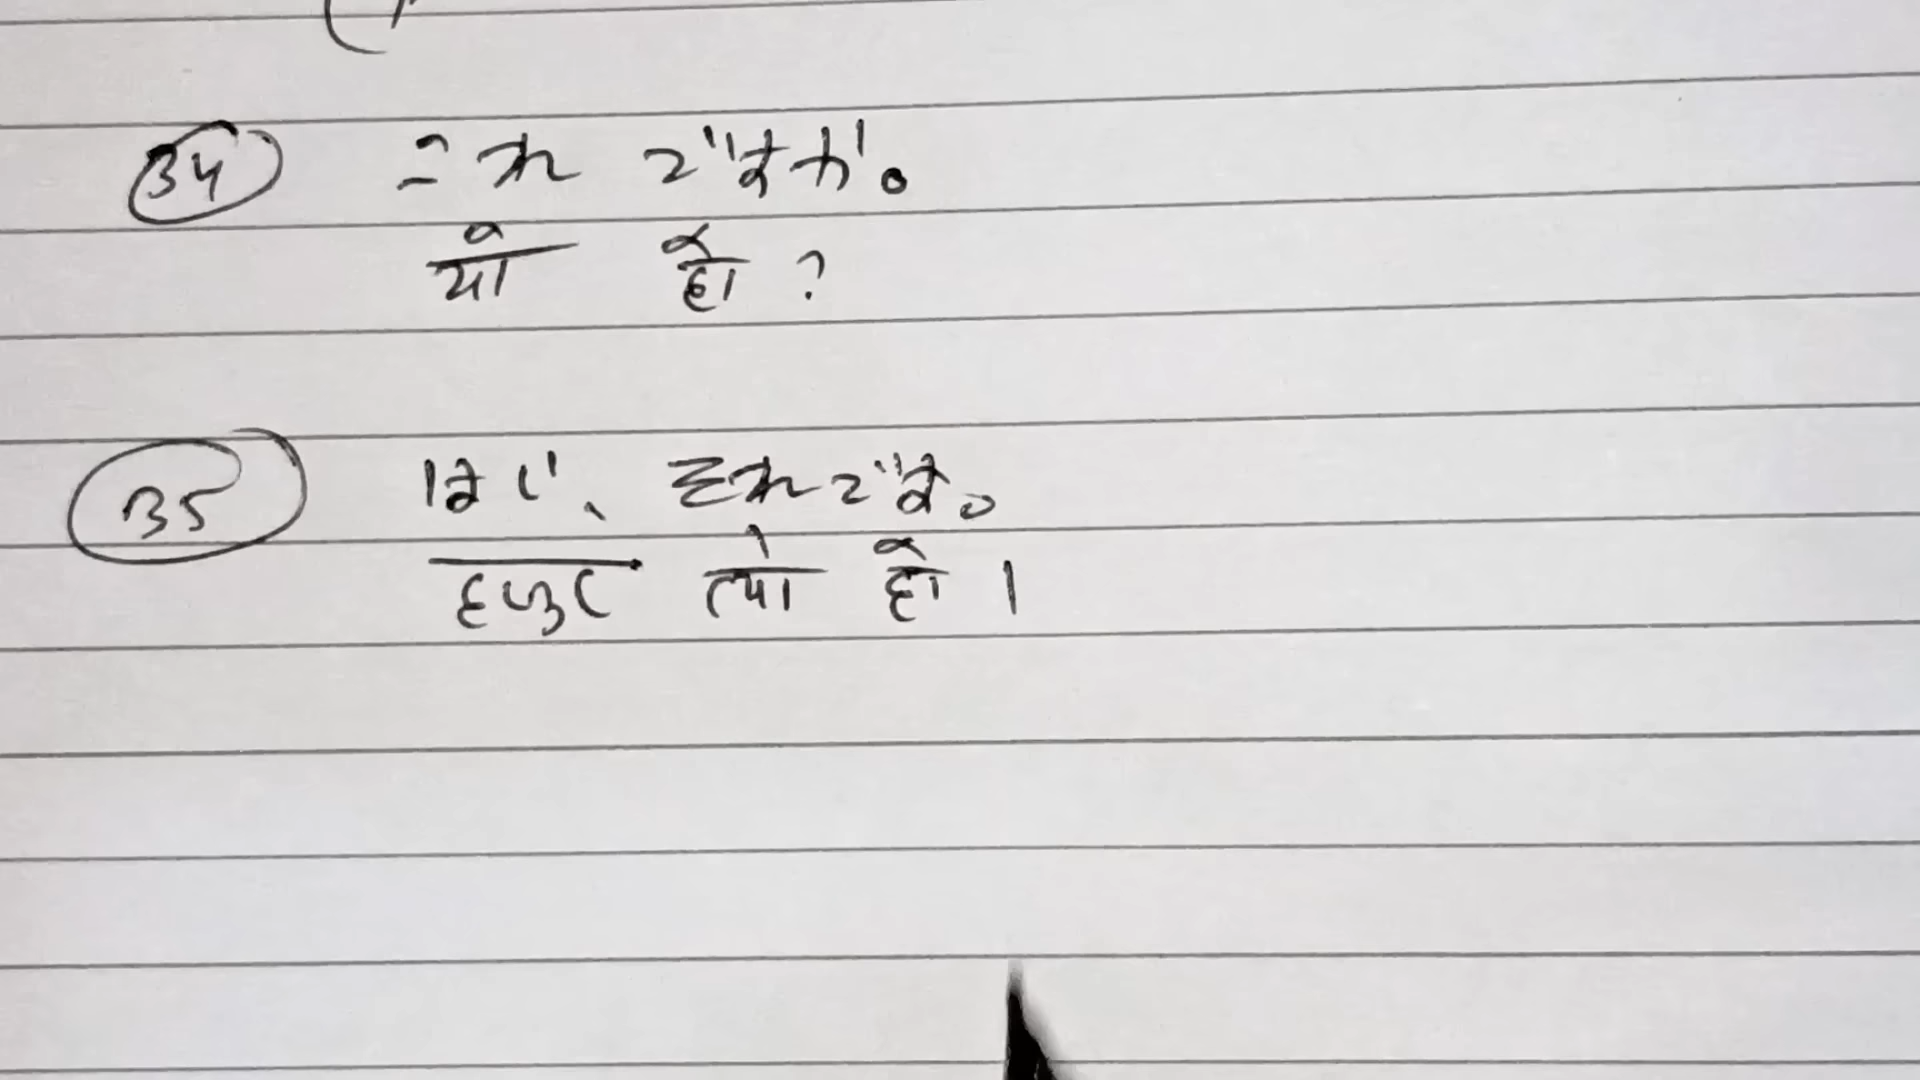 34 これですか。
यो हो ?
35 はい、それです。
हजुर त्यो हो ।